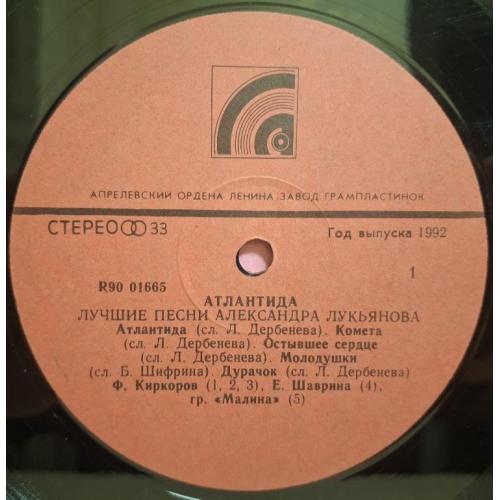 АПРЕЛЕВСКИЙ ОРДЕНА ЛЕНИНА ЗАВОД ГРАМПЛАСТИНОК
СТЕРЕО 33
Год выпуска 1992
R90 01665
1
АТЛАНТИДА
ЛУЧШИЕ ПЕСНИ АЛЕКСАНДРА ЛУКЬЯНОВА
Атлантида (сл. Л. Дербенева). Комета
(сл. Л. Дербенева). Остывшее сердце
(сл. Л. Дербенева). Молодушки
(сл. Б. Шифрина). Дурачок (сл. Л. Дербенева)
Ф. Киркоров (1, 2, 3), Е. Шаврина (4),
гр. «Малина» (5)